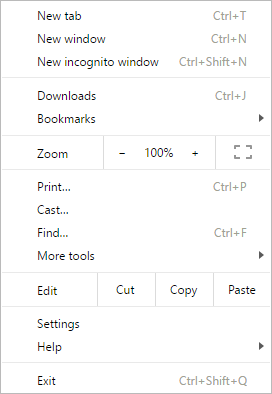 New tab Ctrl+T
New window Ctrl+N
New incognito window Ctrl+Shift+N
Downloads Ctrl+J
Bookmarks
Zoom − 100% +
Print... Ctrl+P
Cast...
Find... Ctrl+F
More tools
Edit Cut Copy Paste
Settings
Help
Exit Ctrl+Shift+Q